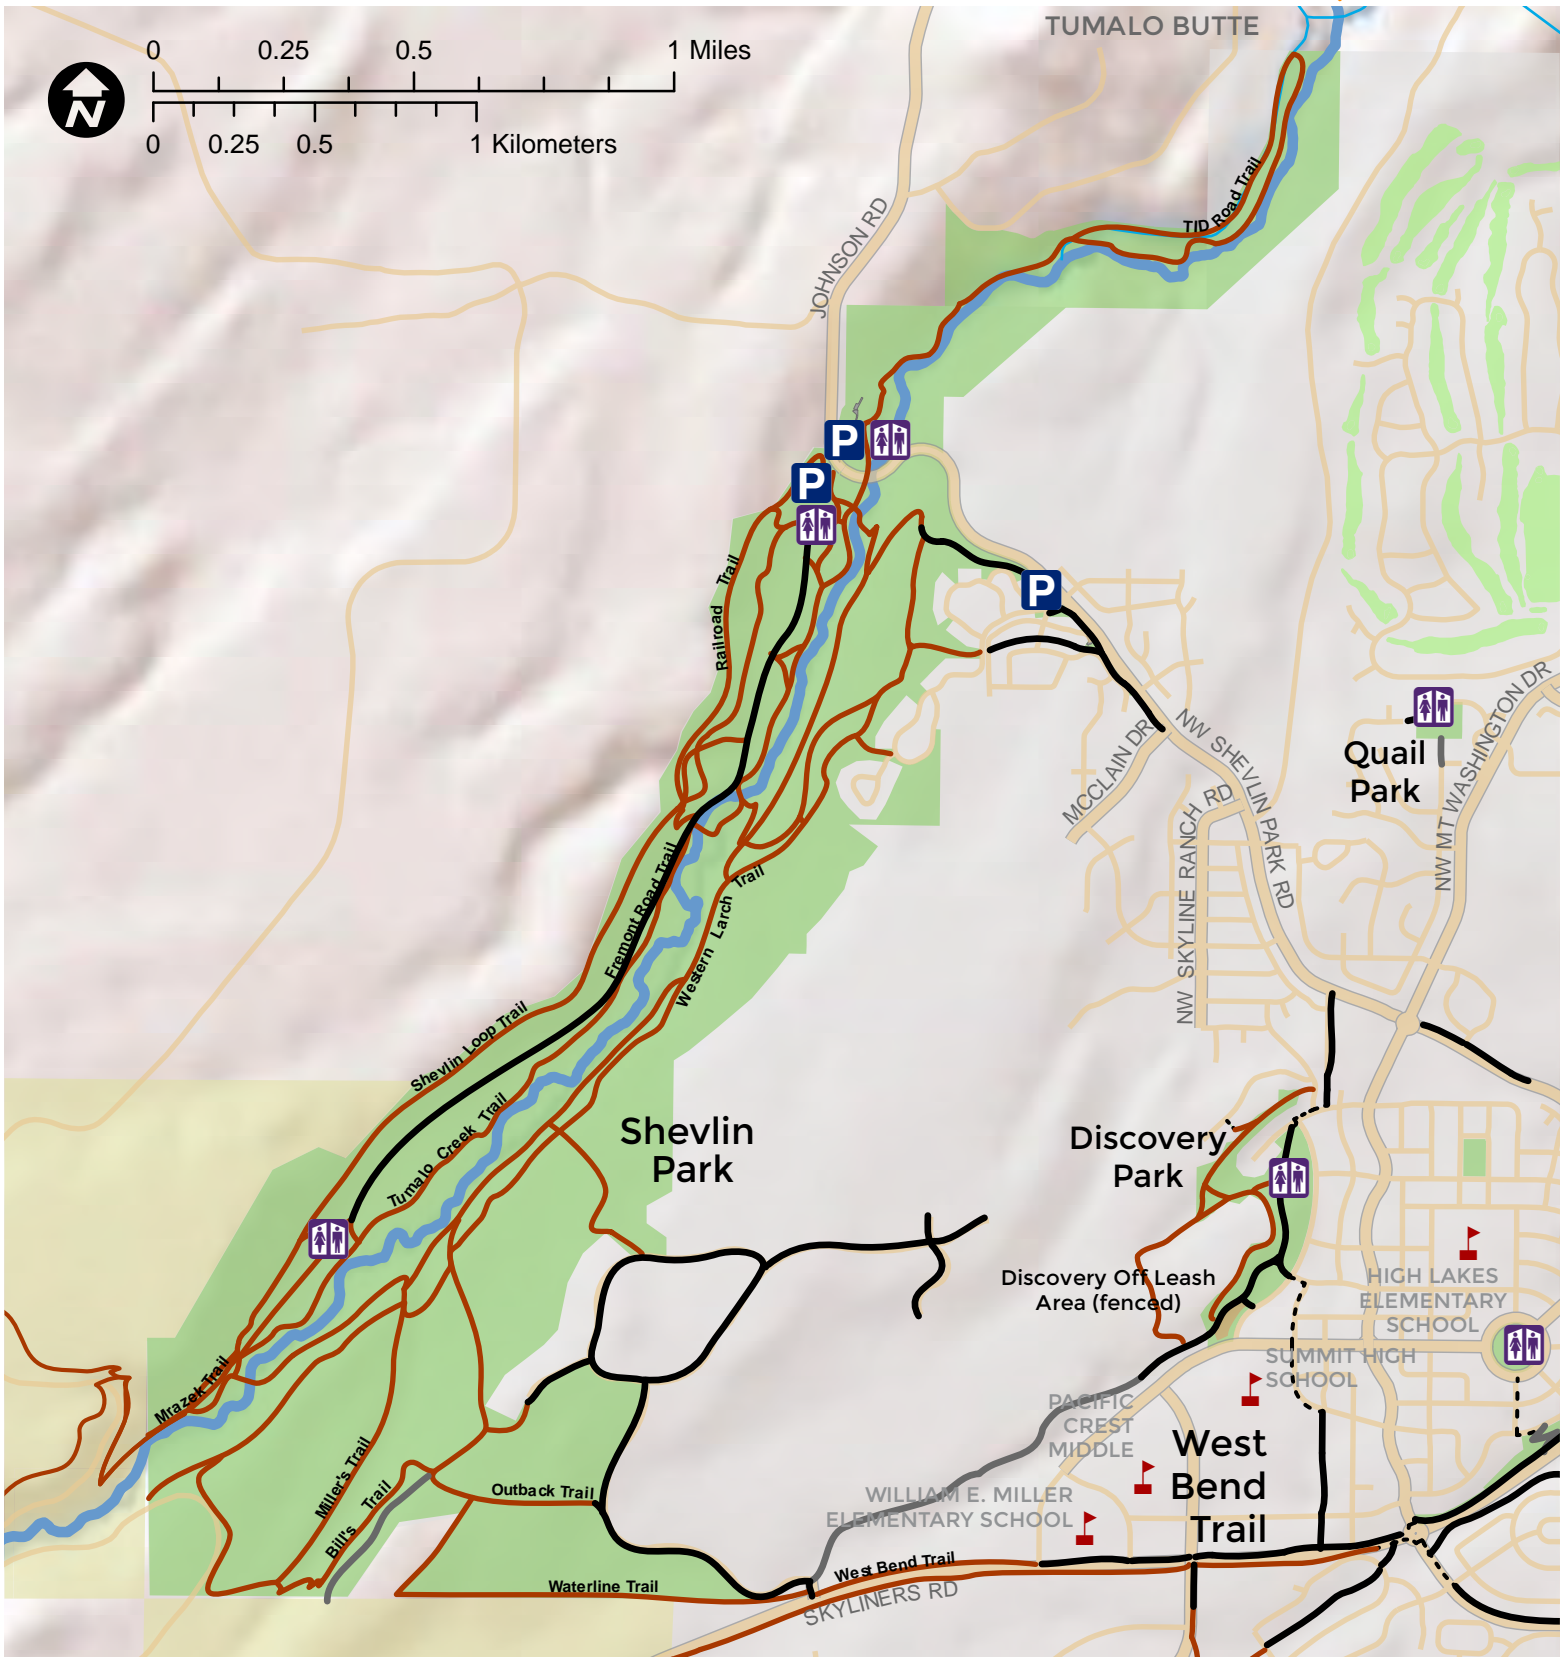 TUMALO BUTTE
0 0.25 0.5 1 Miles
N
0 0.25 0.5 1 Kilometers
TID Road Trail
JOHNSON RD
P
P
P
Railroad Trail
MCCLAIN DR
NW SHEVLIN PARK RD
NW SKYLINE RANCH RD
Quail
Park
NW MT WASHINGTON DR
Fremont Road Trail
Western Larch Trail
Shevlin Loop Trail
Tumalo Creek Trail
Shevlin
Park
Discovery
Park
Discovery Off Leash
Area (fenced)
HIGH LAKES
ELEMENTARY
SCHOOL
SUMMIT HIGH
SCHOOL
PACIFIC
CREST
MIDDLE
West
Bend
Trail
WILLIAM E. MILLER
ELEMENTARY SCHOOL
Mrazek Trail
Miller's Trail
Bill's Trail
Outback Trail
Waterline Trail
West Bend Trail
SKYLINERS RD